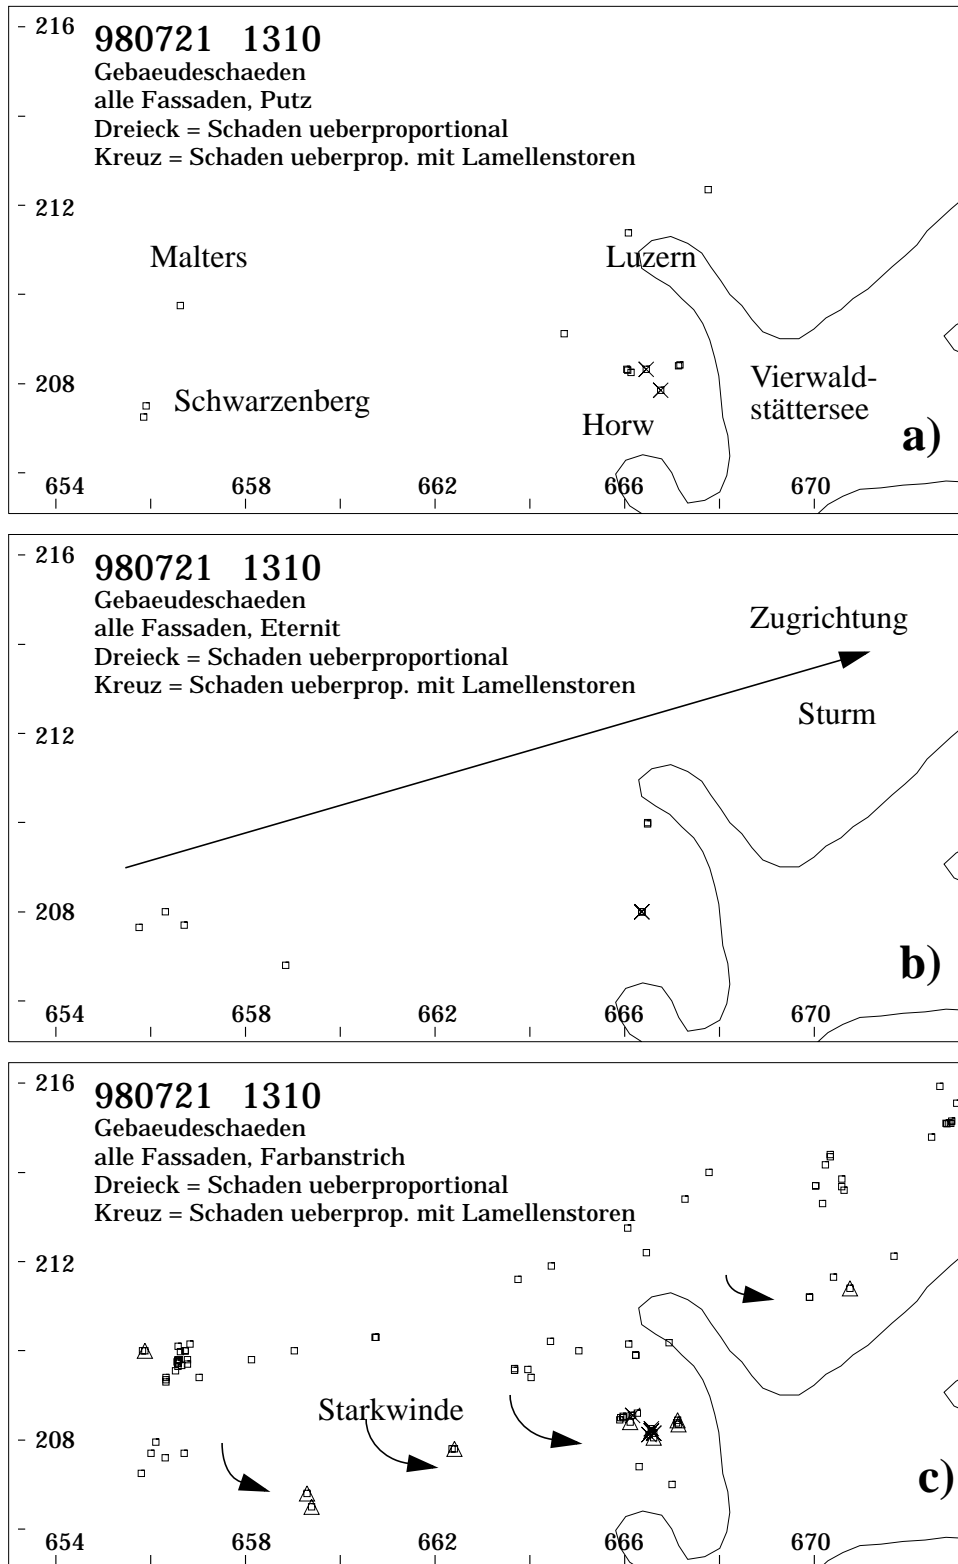 216
980721 1310
Gebaeudeschaeden
alle Fassaden, Putz
Dreieck = Schaden ueberproportional
Kreuz = Schaden ueberprop. mit Lamellenstoren
212
Malters
Luzern
208
Schwarzenberg
Vierwald-
stättersee
Horw
a)
654 658 662 666 670
216
980721 1310
Gebaeudeschaeden
alle Fassaden, Eternit
Dreieck = Schaden ueberproportional
Kreuz = Schaden ueberprop. mit Lamellenstoren
Zugrichtung
Sturm
212
208
b)
654 658 662 666 670
216
980721 1310
Gebaeudeschaeden
alle Fassaden, Farbanstrich
Dreieck = Schaden ueberproportional
Kreuz = Schaden ueberprop. mit Lamellenstoren
212
Starkwinde
208
c)
654 658 662 666 670